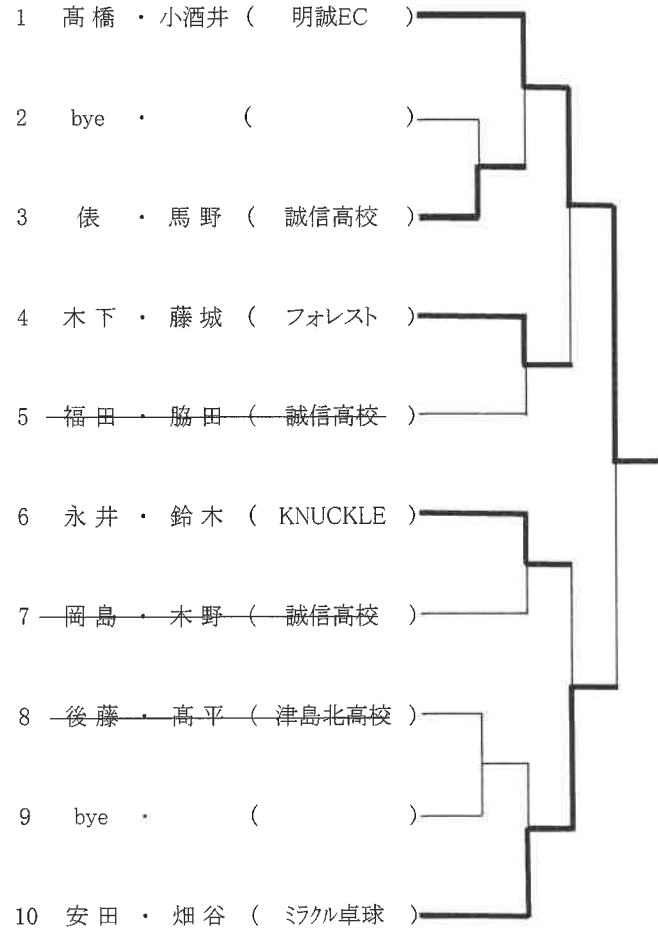 1 髙橋 ・ 小酒井 ( 明誠EC )
2 bye ・ ( )
3 俵 ・ 馬野 ( 誠信高校 )
4 木下 ・ 藤城 ( フォレスト )
5 福田 ・ 脇田 ( 誠信高校 )
6 永井 ・ 鈴木 ( KNUCKLE )
7 岡島 ・ 木野 ( 誠信高校 )
8 後藤 ・ 髙平 ( 津島北高校 )
9 bye ・ ( )
10 安田 ・ 畑谷 ( ミラクル卓球 )